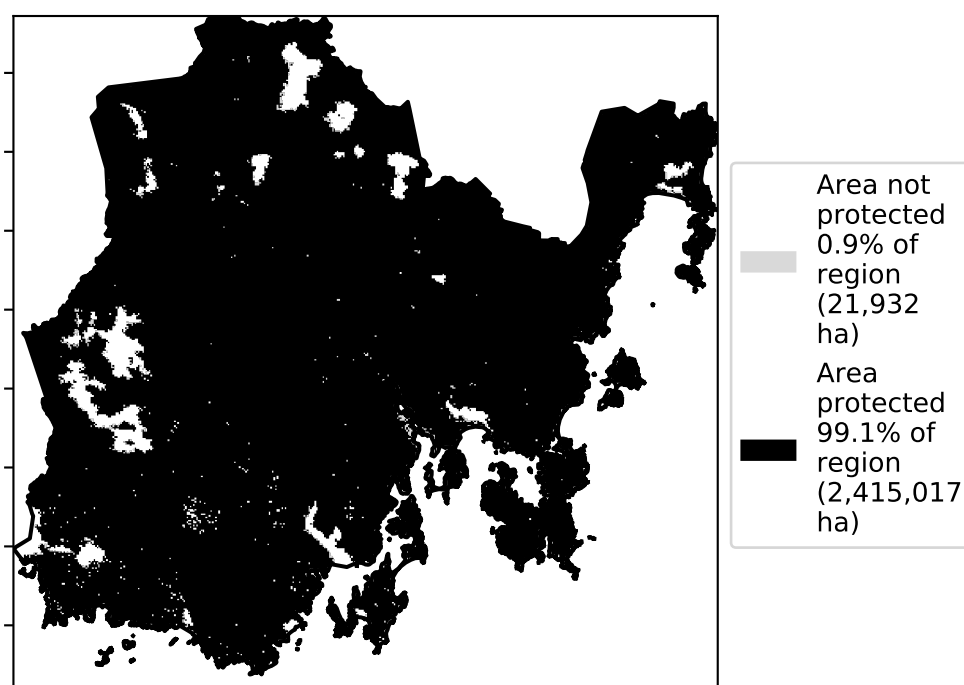 Area not
protected
0.9% of
region
(21,932
ha)
Area
protected
99.1% of
region
(2,415,017
ha)